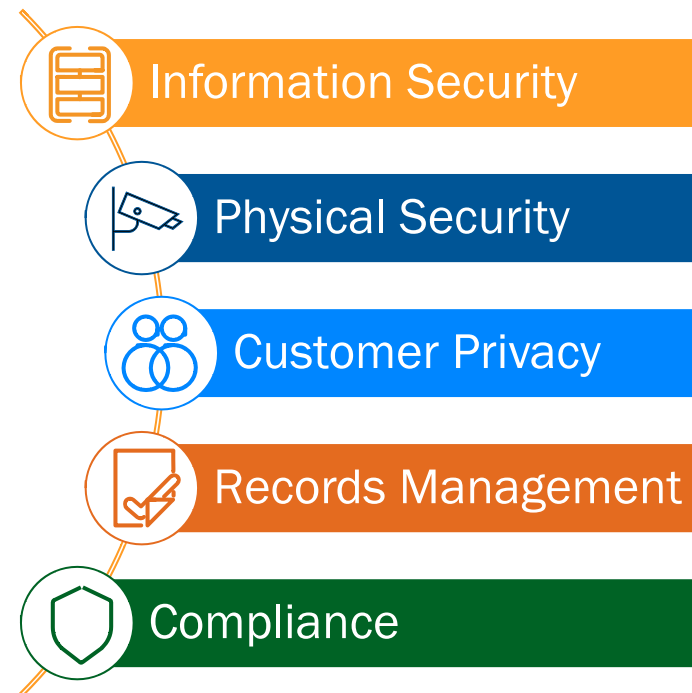 Information Security
Physical Security
Customer Privacy
Records Management
Compliance